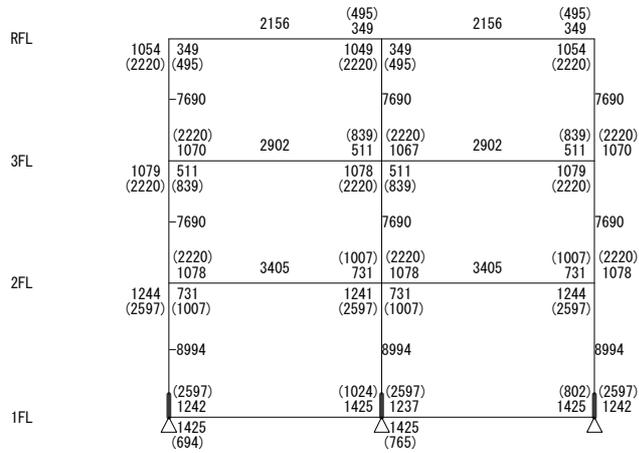 (495) (495)
2156 349 2156 349
RFL
1054 349 1049 349 1054
(2220) (495) (2220) (495) (2220)
7690 7690 7690
(2220) (839) (2220) (839) (2220)
1070 2902 511 1067 2902 511 1070
3FL
1079 511 1078 511 1079
(2220) (839) (2220) (839) (2220)
7690 7690 7690
(2220) (1007) (2220) (1007) (2220)
1078 3405 731 1078 3405 731 1078
2FL
1244 731 1241 731 1244
(2597) (1007) (2597) (1007) (2597)
8994 8994 8994
(2597) (1024) (2597) (802) (2597)
1242 1425 1237 1425 1242
1FL
1425 1425
(694) (765)